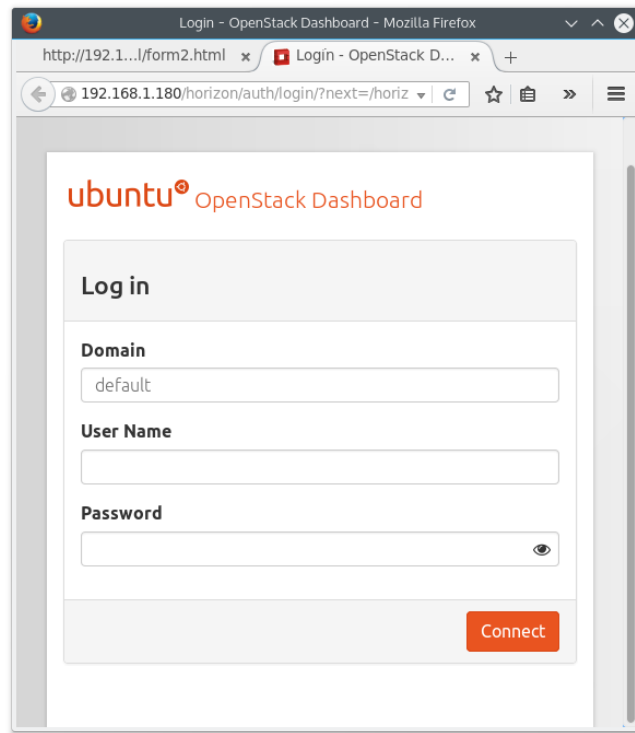 Login - OpenStack Dashboard - Mozilla Firefox
http://192.1...l/form2.html
Login - OpenStack D...
192.168.1.180/horizon/auth/login/?next=/horiz
ubuntu OpenStack Dashboard
Log in
Domain
default
User Name
Password
Connect